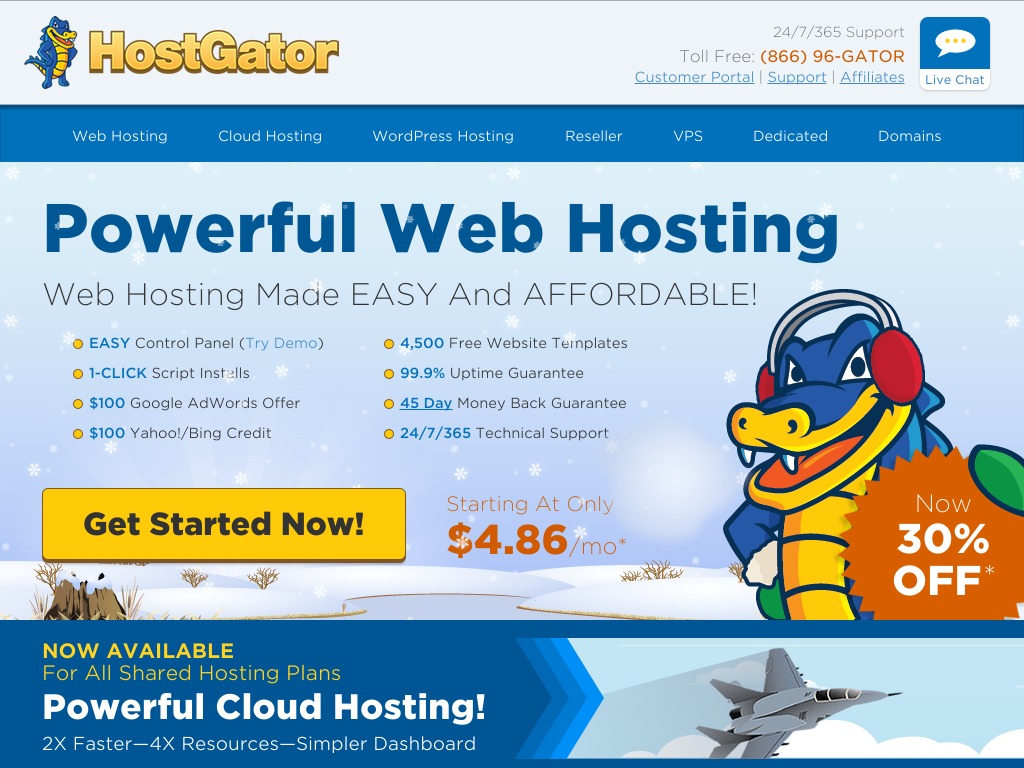 HostGator
24/7/365 Support
Toll Free: (866) 96-GATOR
Customer Portal | Support | Affiliates
Live Chat
Web Hosting Cloud Hosting WordPress Hosting Reseller VPS Dedicated Domains
Powerful Web Hosting
Web Hosting Made EASY And AFFORDABLE!
EASY Control Panel (Try Demo)
1-CLICK Script Installs
$100 Google AdWords Offer
$100 Yahoo!/Bing Credit
4,500 Free Website Templates
99.9% Uptime Guarantee
45 Day Money Back Guarantee
24/7/365 Technical Support
Get Started Now!
Starting At Only
$4.86/mo*
Now
30%
OFF*
NOW AVAILABLE
For All Shared Hosting Plans
Powerful Cloud Hosting!
2X Faster—4X Resources—Simpler Dashboard